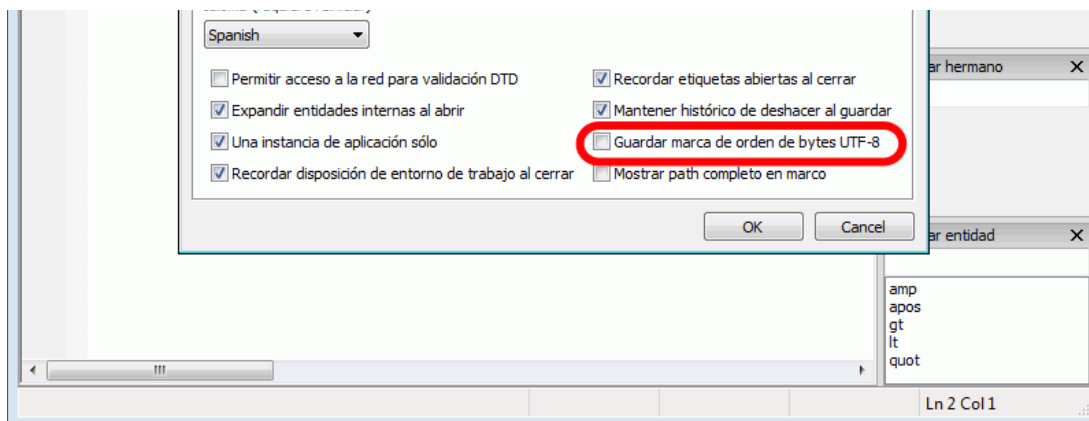 Spanish
Permitir acceso a la red para validación DTD
Recordar etiquetas abiertas al cerrar
Expandir entidades internas al abrir
Mantener histórico de deshacer al guardar
Una instancia de aplicación sólo
Guardar marca de orden de bytes UTF-8
Recordar disposición de entorno de trabajo al cerrar
Mostrar path completo en marco
OK
Cancel
ar hermano
ar entidad
amp
apos
gt
lt
quot
Ln 2 Col 1